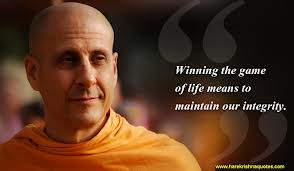 Winning the game
of life means to
maintain our integrity.
www.harekrishnaquotes.com